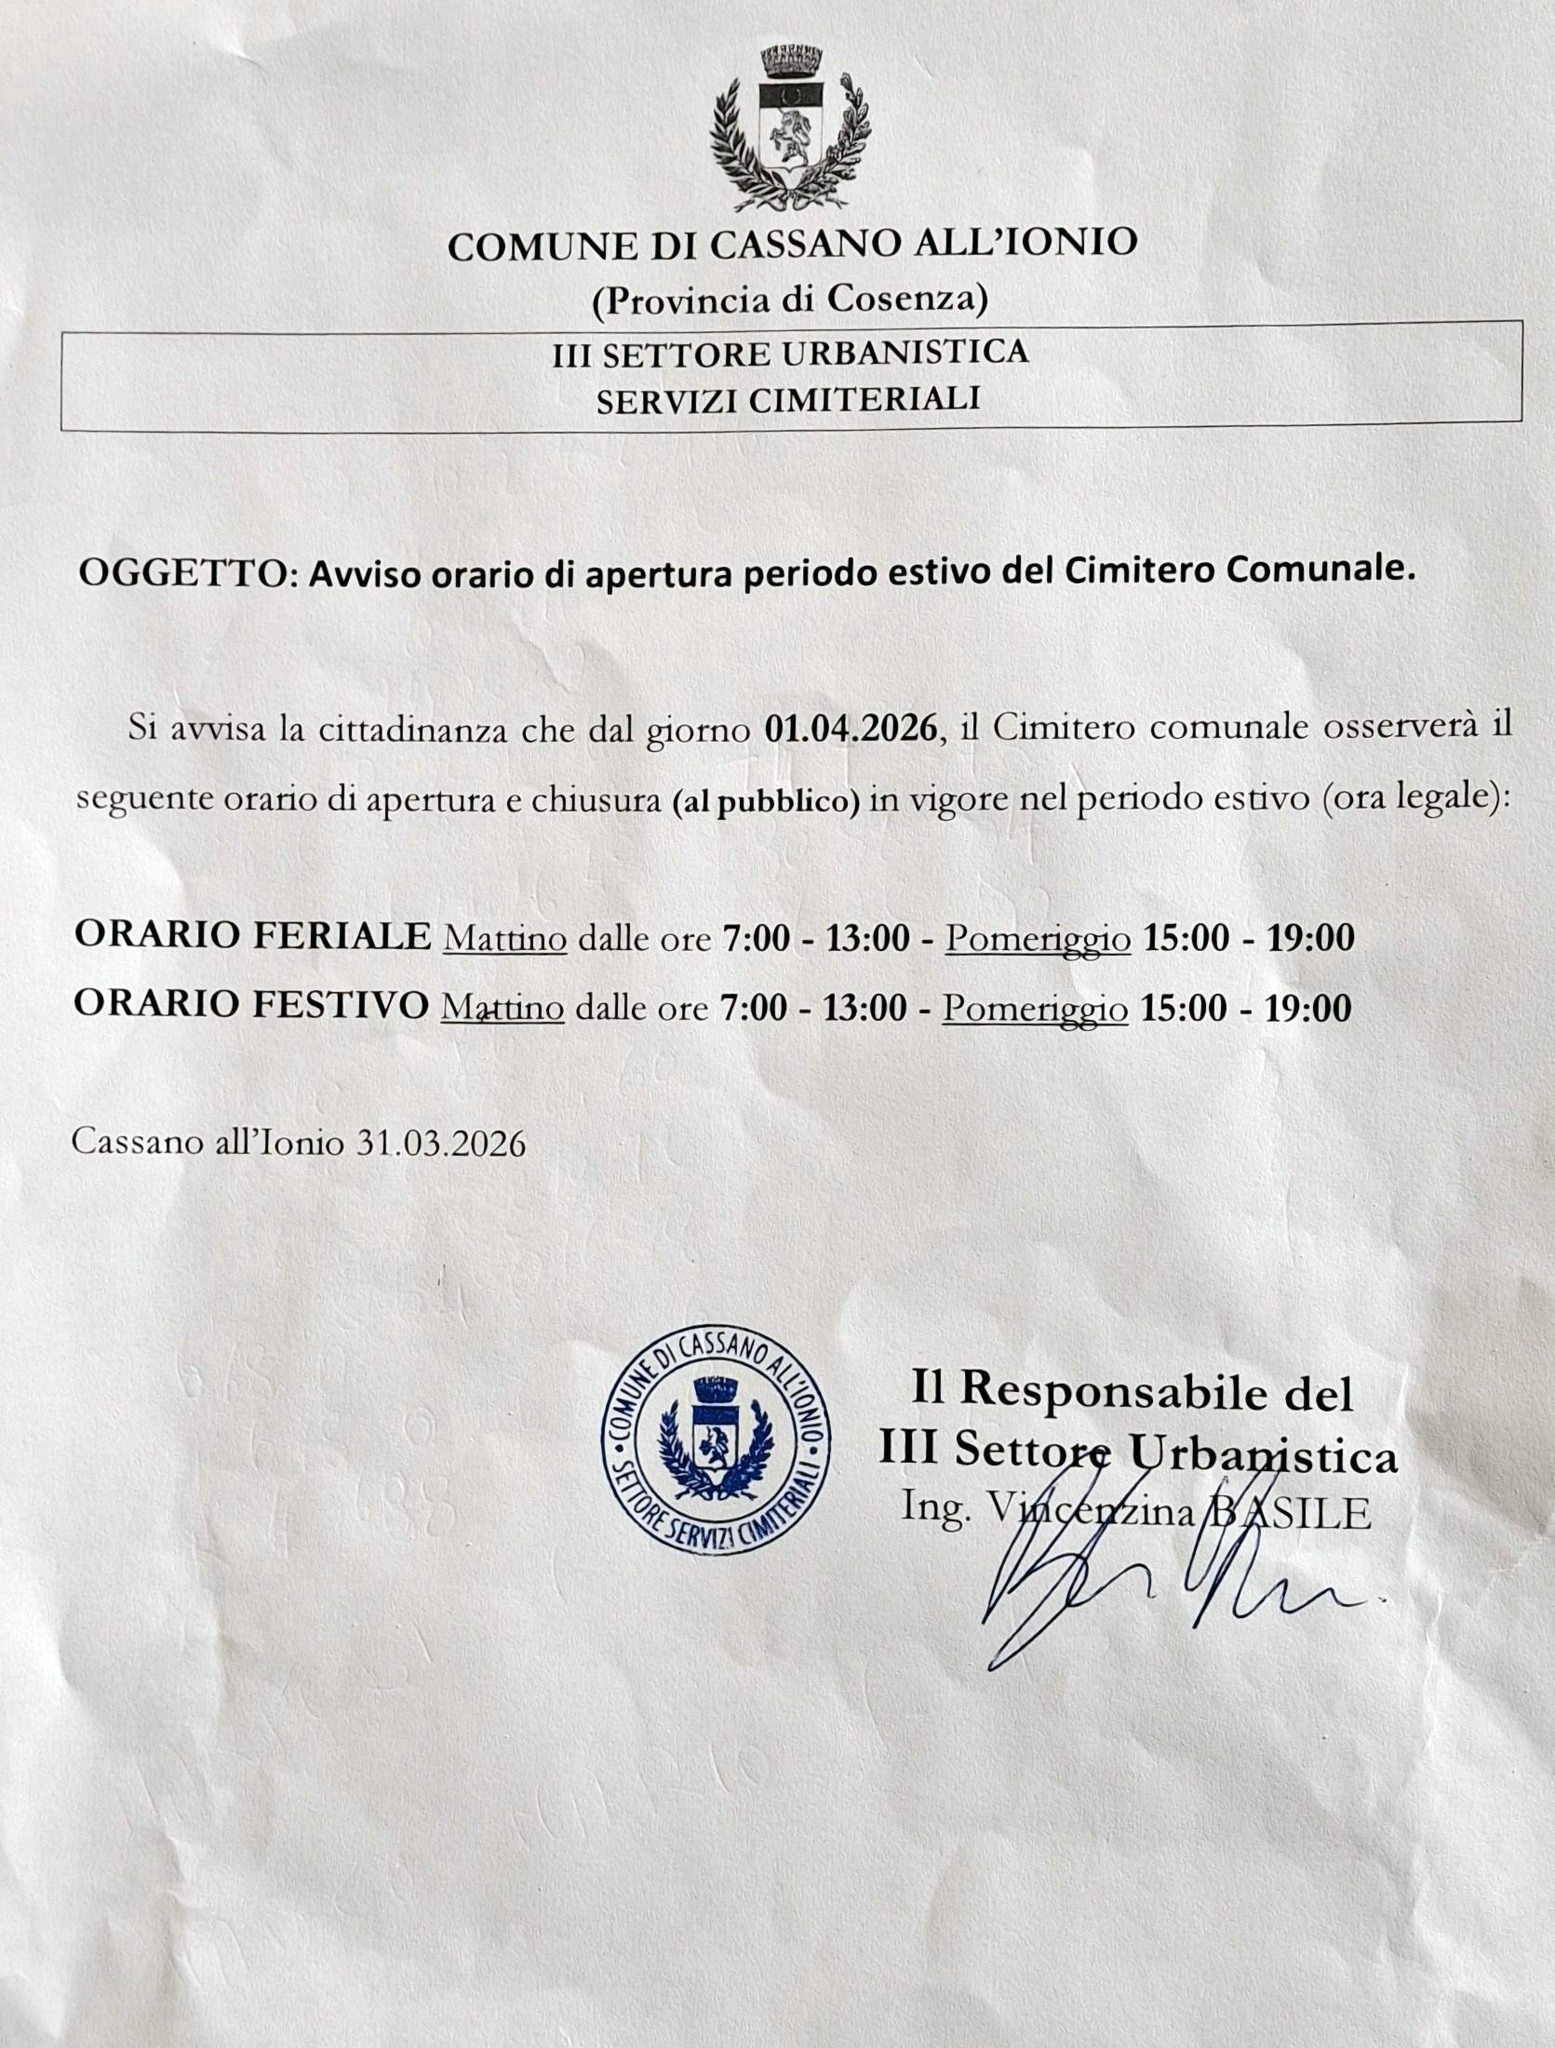 COMUNE DI CASSANO ALL'IONIO
(Provincia di Cosenza)
III SETTORE URBANISTICA
SERVIZI CIMITERIALI
OGGETTO: Avviso orario di apertura periodo estivo del Cimitero Comunale.
Si avvisa la cittadinanza che dal giorno 01.04.2026, il Cimitero comunale osserverà il
seguente orario di apertura e chiusura (al pubblico) in vigore nel periodo estivo (ora legale):
ORARIO FERIALE Mattino dalle ore 7:00 - 13:00 - Pomeriggio 15:00 - 19:00
ORARIO FESTIVO Mattino dalle ore 7:00 - 13:00 - Pomeriggio 15:00 - 19:00
Cassano all'Ionio 31.03.2026
COMUNE DI CASSANO ALL'IONIO
SETTORE SERVIZI CIMITERIALI
Il Responsabile del
III Settore Urbanistica
Ing. Vincenzina BASILE